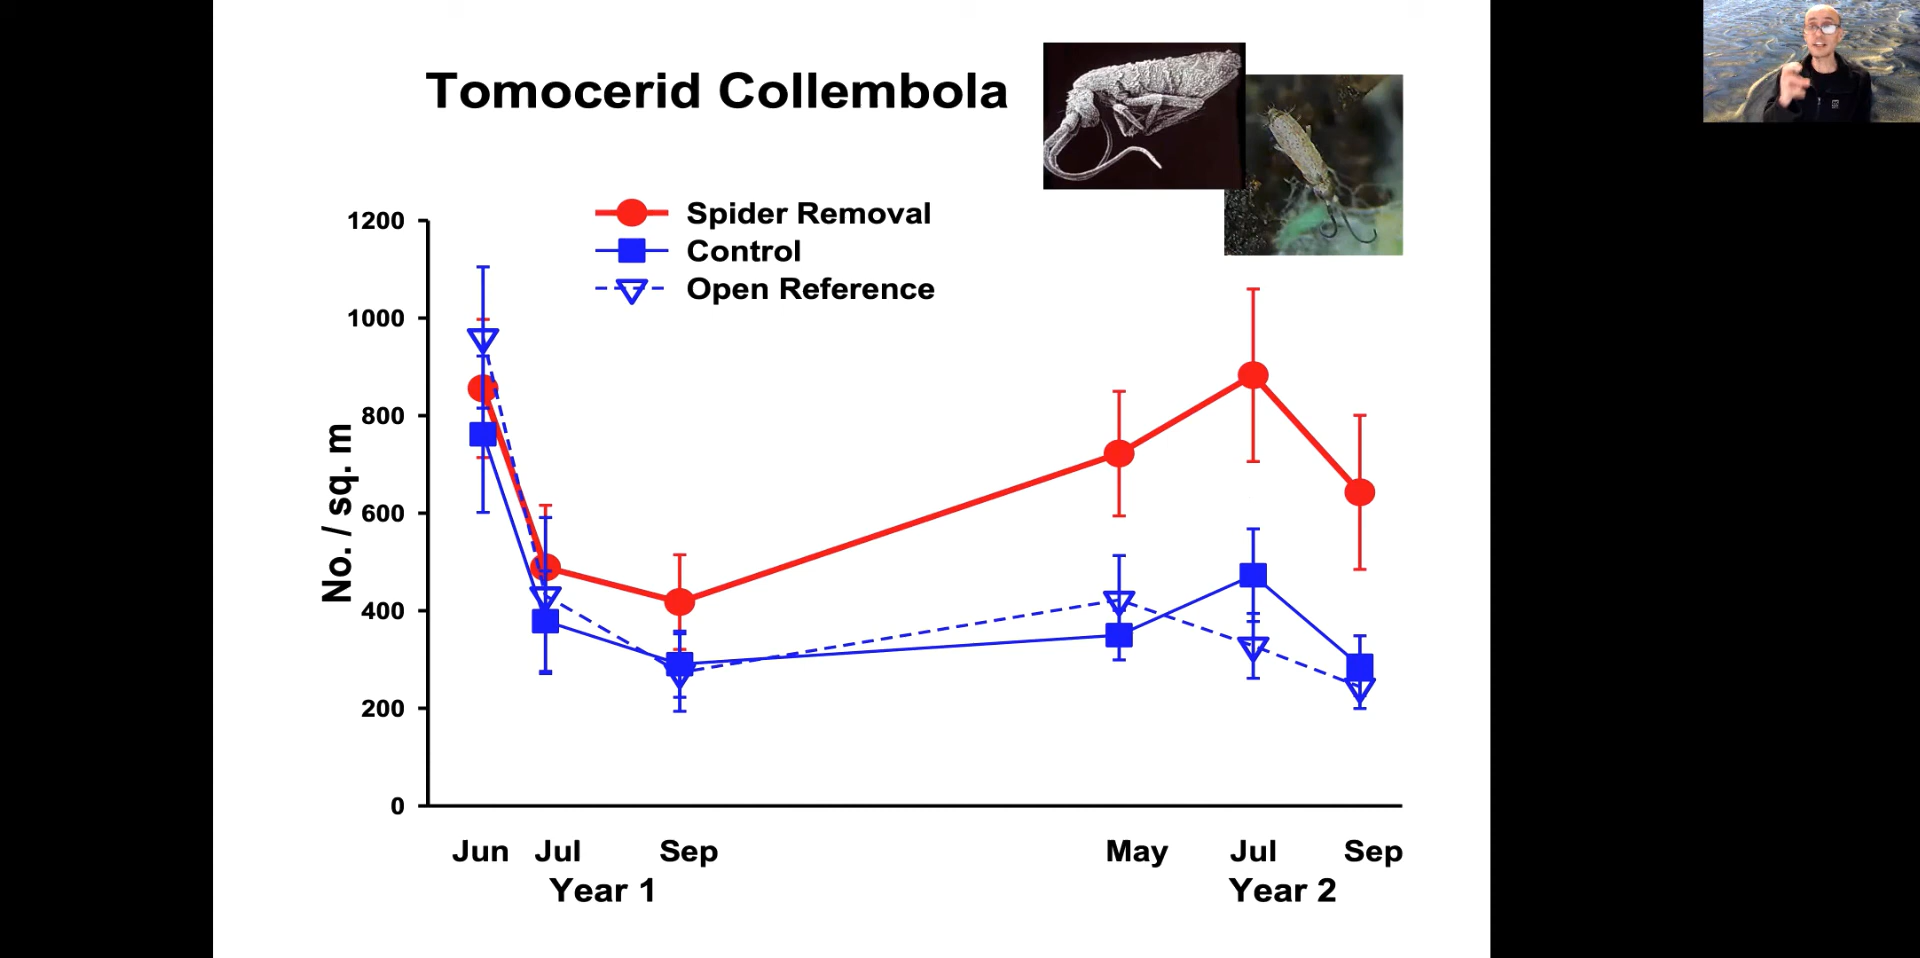 Tomocerid Collembola
Spider Removal
Control
Open Reference
No. / sq. m
1200
1000
800
600
400
200
0
Jun Jul Sep May Jul Sep
Year 1 Year 2